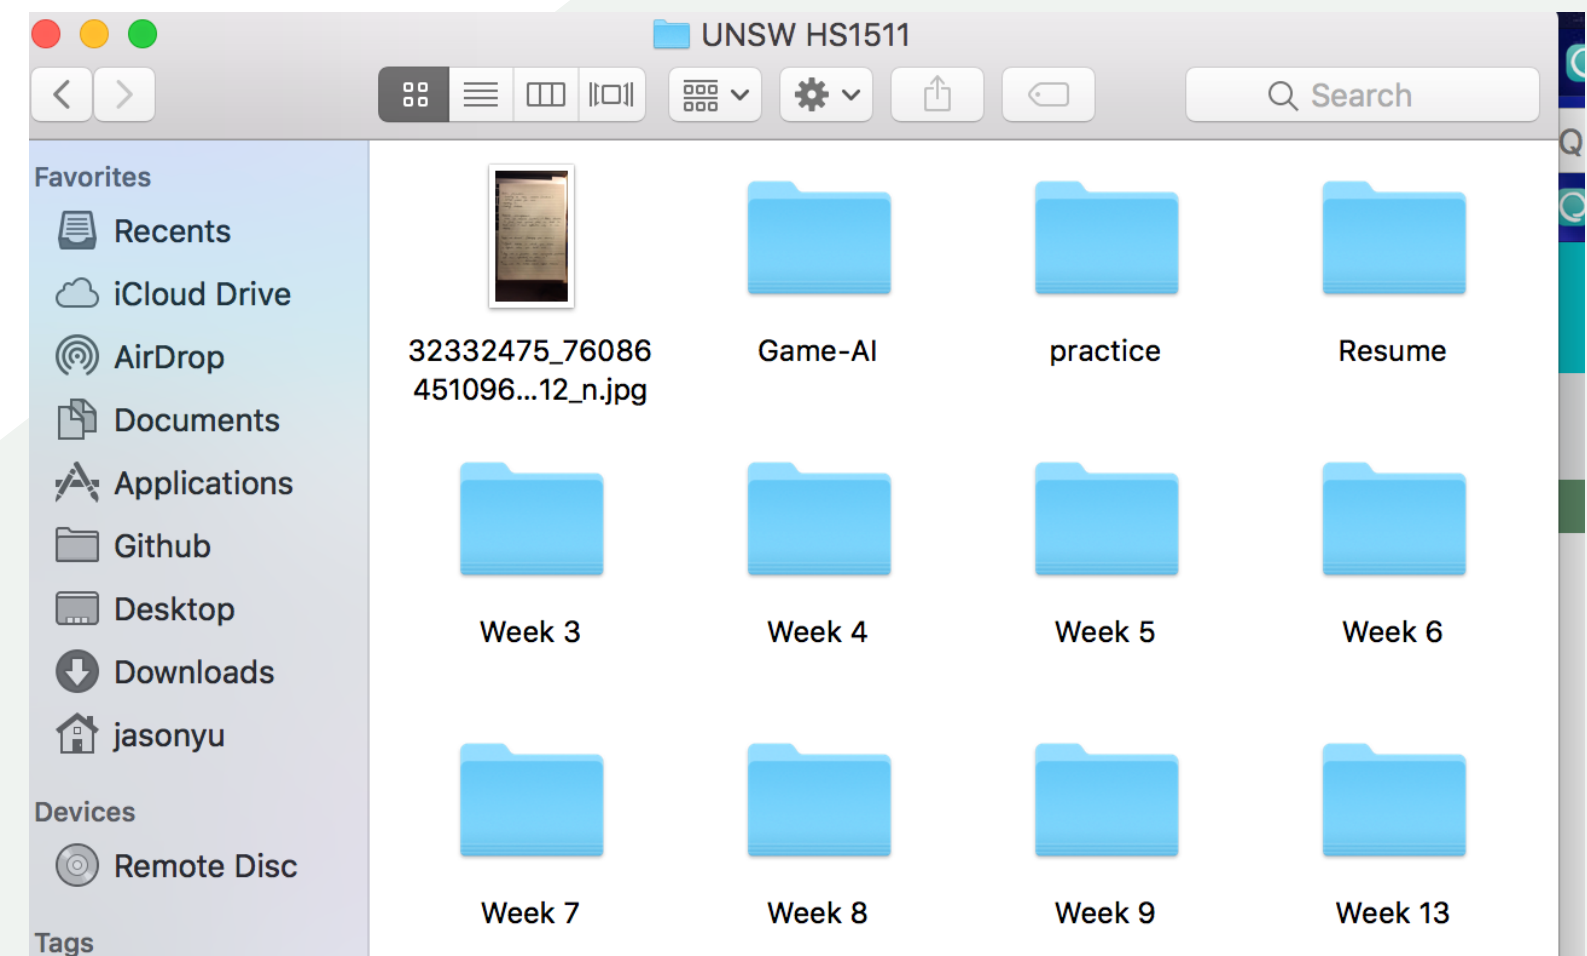 UNSW HS1511
Search
Q
Favorites
Recents
iCloud Drive
AirDrop
Documents
Applications
Github
Desktop
Downloads
jasonyu
Devices
Remote Disc
Tags
32332475_76086
451096...12_n.jpg
Game-AI
practice
Resume
Week 3
Week 4
Week 5
Week 6
Week 7
Week 8
Week 9
Week 13